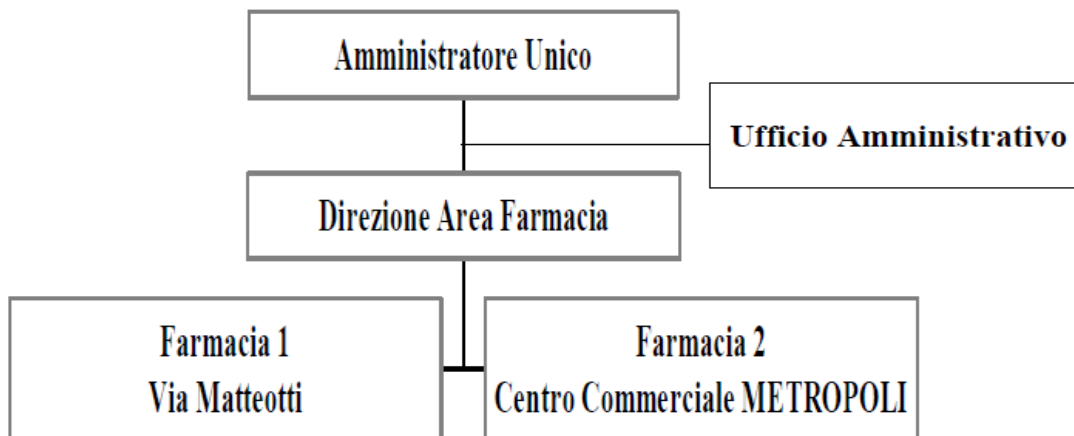 Amministratore Unico
Ufficio Amministrativo
Direzione Area Farmacia
Farmacia 1
Via Matteotti
Farmacia 2
Centro Commerciale METROPOLI